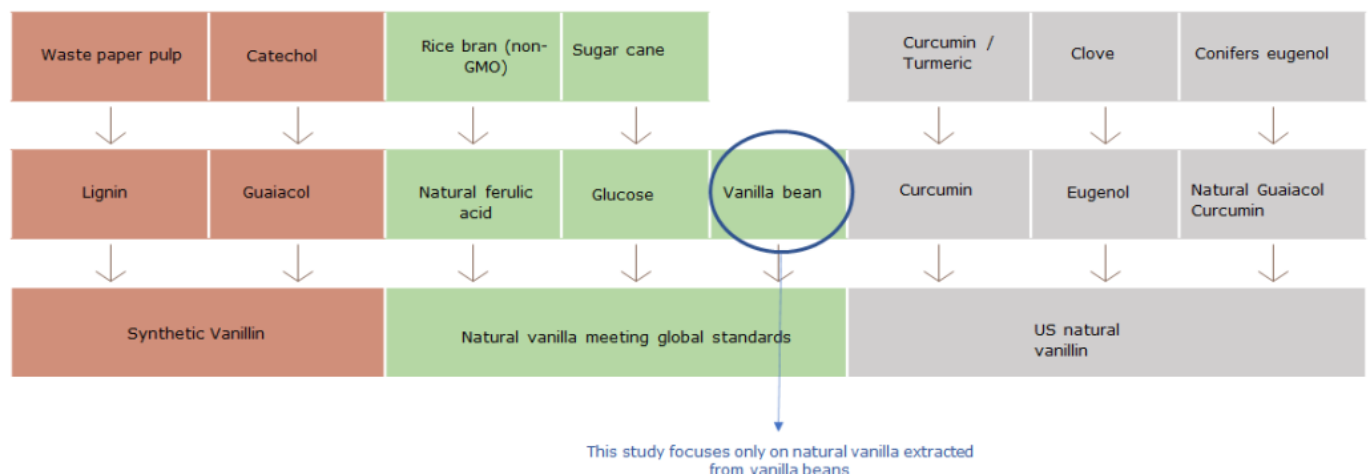 Waste paper pulp
Catechol
Rice bran (non-
GMO)
Sugar cane
Curcumin /
Turmeric
Clove
Conifers eugenol
Lignin
Guaiacol
Natural ferulic
acid
Glucose
Vanilla bean
Curcumin
Eugenol
Natural Guaiacol
Curcumin
Synthetic Vanillin
Natural vanilla meeting global standards
US natural
vanillin
This study focuses only on natural vanilla extracted
from vanilla beans